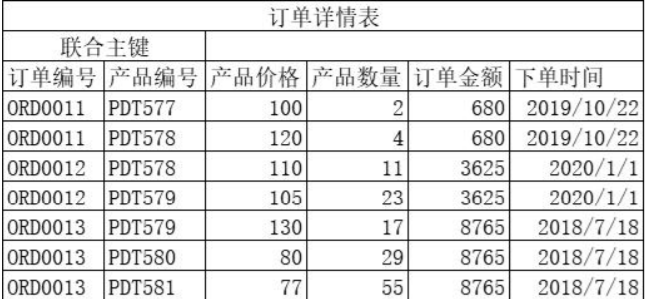 订单详情表
联合主键
订单编号 产品编号 产品价格 产品数量 订单金额 下单时间
ORD0011 PDT577 100 2 680 2019/10/22
ORD0011 PDT578 120 4 680 2019/10/22
ORD0012 PDT578 110 11 3625 2020/1/1
ORD0012 PDT579 105 23 3625 2020/1/1
ORD0013 PDT579 130 17 8765 2018/7/18
ORD0013 PDT580 80 29 8765 2018/7/18
ORD0013 PDT581 77 55 8765 2018/7/18